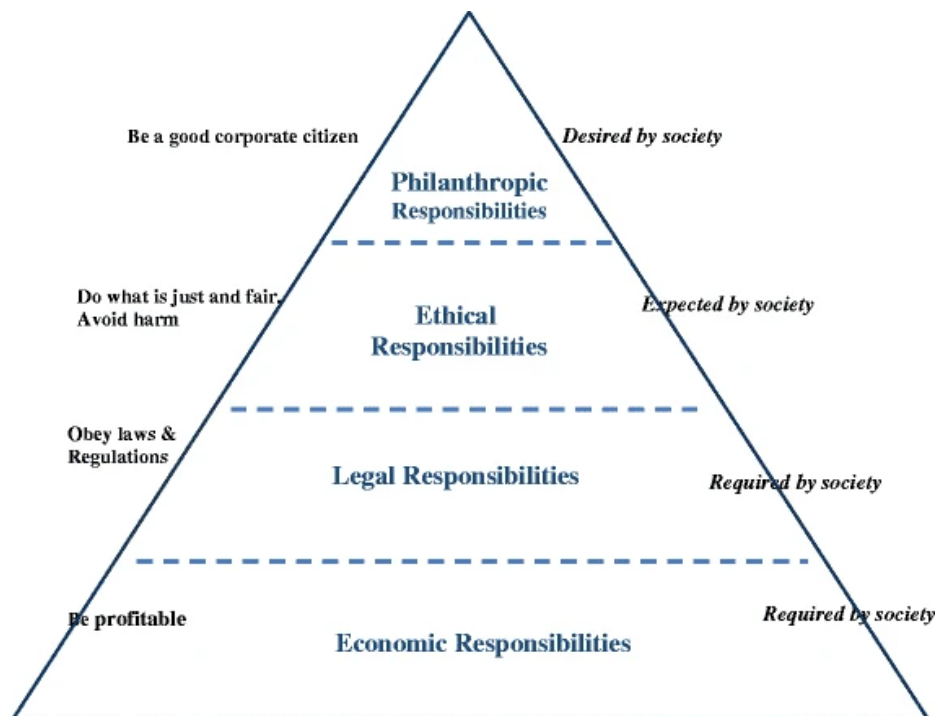 Be a good corporate citizen
Desired by society
Philanthropic
Responsibilities
Do what is just and fair,
Avoid harm
Expected by society
Ethical
Responsibilities
Obey laws &
Regulations
Legal Responsibilities
Required by society
Be profitable
Required by society
Economic Responsibilities